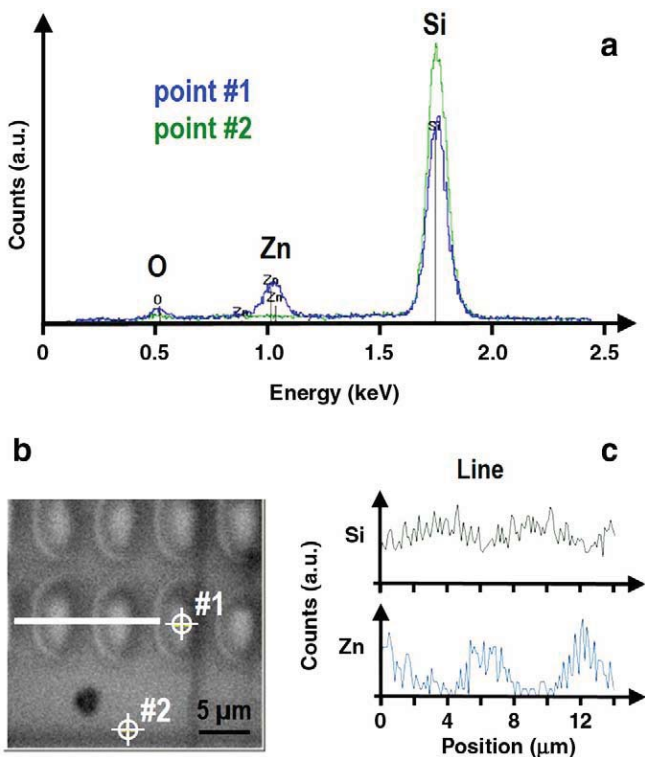 Si
a
point #1
point #2
Si
Counts (a.u.)
O
Zn
O
Zn
Zn
Zn
0
0.5
1.0
1.5
2.0
2.5
Energy (keV)
b
#1
#2
5 μm
Line
c
Si
Counts (a.u.)
Zn
0
4
8
12
Position (μm)